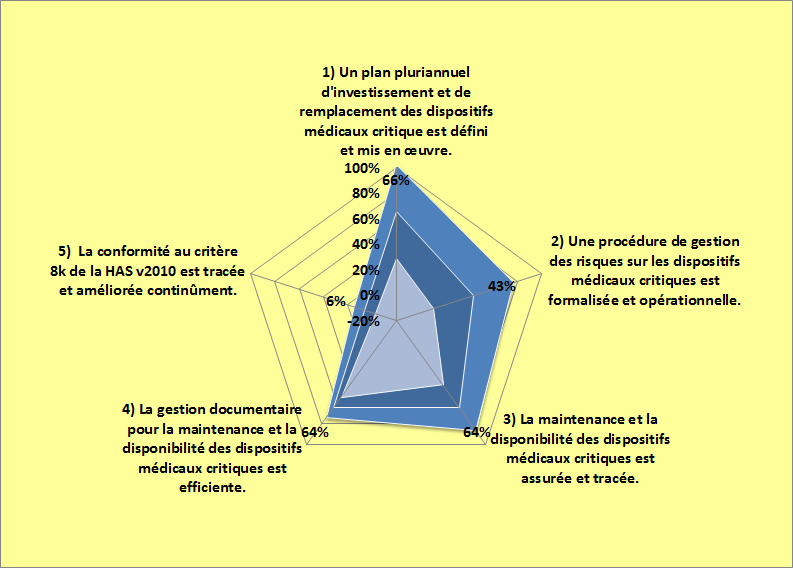 1) Un plan pluriannuel
d'investissement et de
remplacement des dispositifs
médicaux critique est défini
et mis en œuvre.
100%
66%
80%
60%
40%
20%
0%
-20%
2) Une procédure de gestion
des risques sur les dispositifs
médicaux critiques est
formalisée et opérationnelle.
43%
5)  La conformité au critère
8k de la HAS v2010 est tracée
et améliorée continûment.
6%
4) La gestion documentaire
pour la maintenance et la
disponibilité des dispositifs
médicaux critiques est
efficiente.
64%
3) La maintenance et la
disponibilité des dispositifs
médicaux critiques est
assurée et tracée.
64%